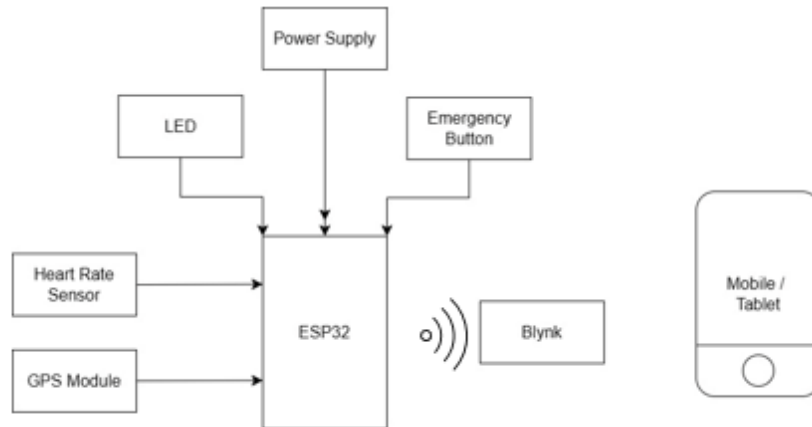 Power Supply
LED
Emergency
Button
Heart Rate
Sensor
ESP32
Blynk
Mobile /
Tablet
GPS Module